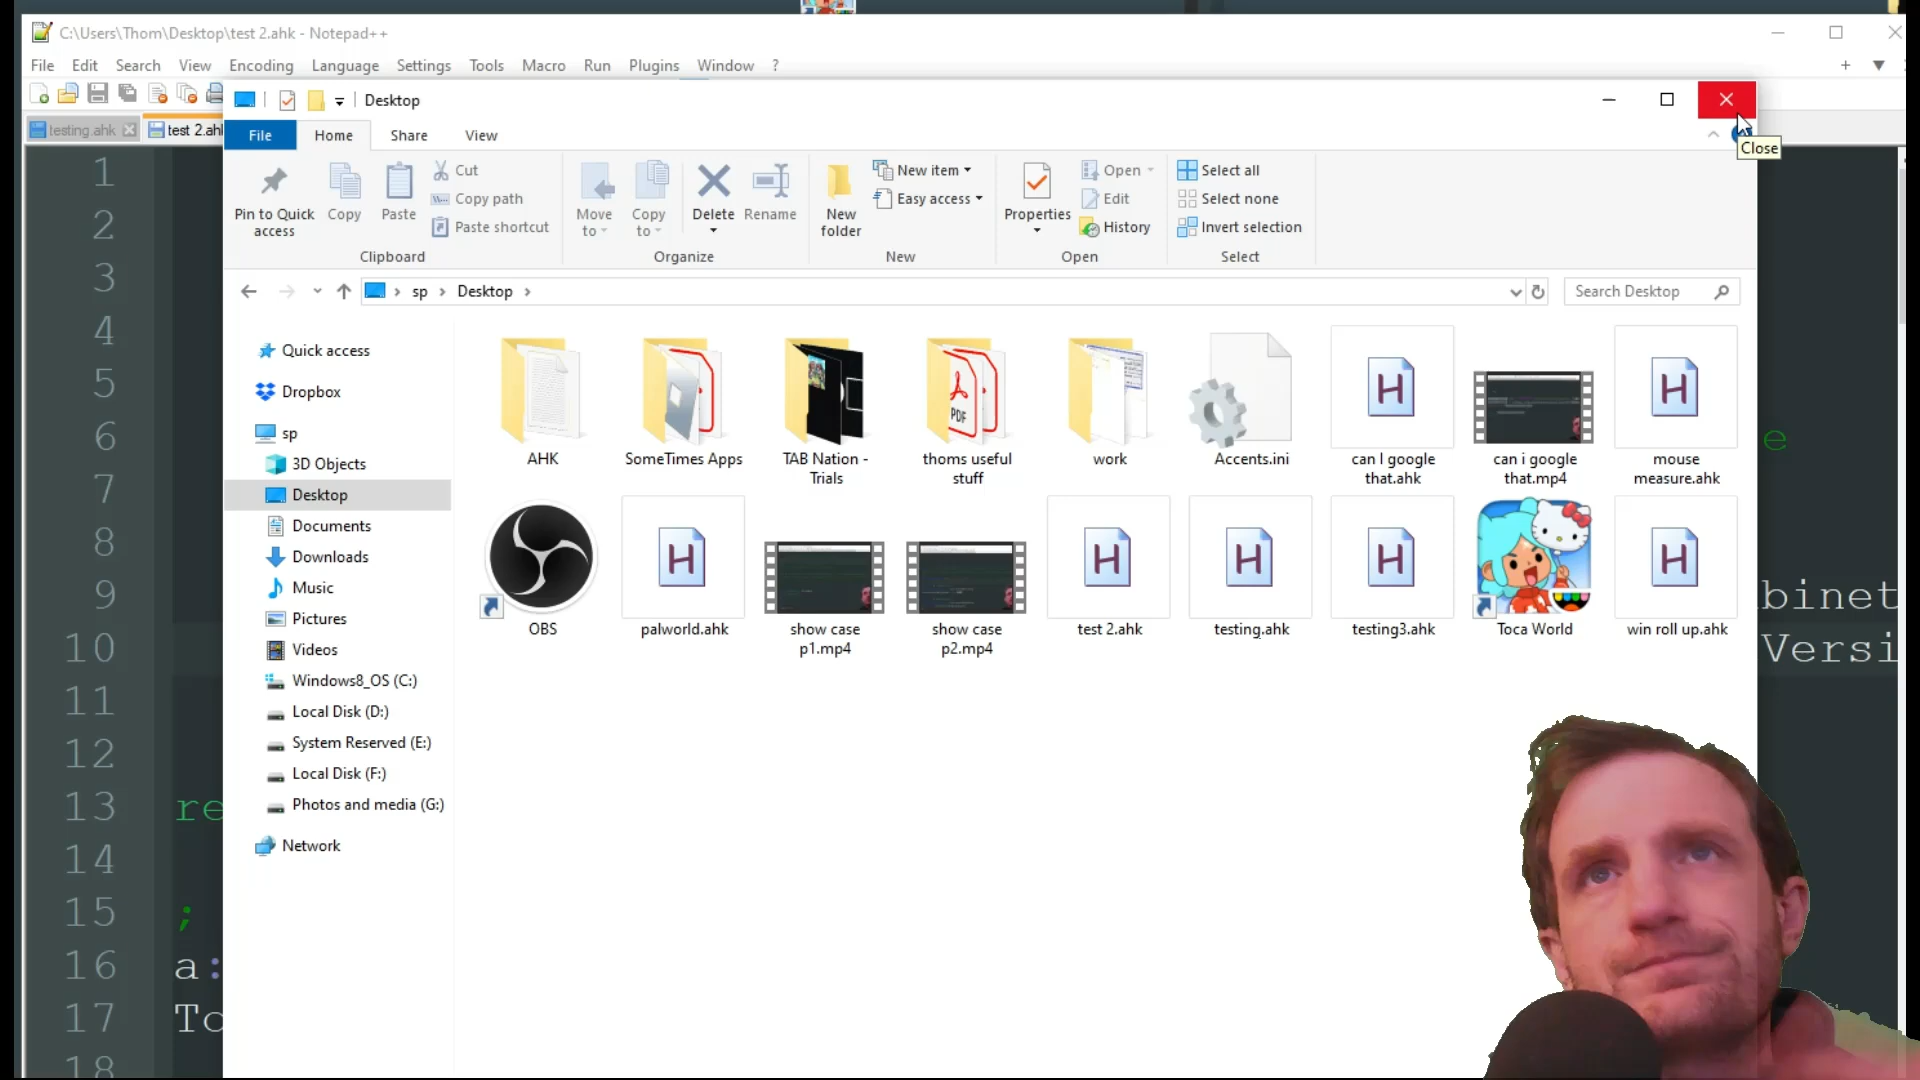 C:\Users\Thom\Desktop\test 2.ahk - Notepad++
File Edit Search View Encoding Language Settings Tools Macro Run Plugins Window ?
Desktop
testing.ahk test 2.ahk
File Home Share View
Close
Pin to Quick access
Copy
Paste
Cut
Copy path
Paste shortcut
Move to
Copy to
Delete
Rename
New folder
New item
Easy access
Properties
Open
Edit
History
Select all
Select none
Invert selection
Clipboard Organize New Open Select
sp Desktop
Search Desktop
Quick access
Dropbox
sp
3D Objects
Desktop
Documents
Downloads
Music
Pictures
Videos
Windows8_OS (C:)
Local Disk (D:)
System Reserved (E:)
Local Disk (F:)
Photos and media (G:)
Network
AHK
SomeTimes Apps
TAB Nation - Trials
thoms useful stuff
work
Accents.ini
can I google that.ahk
can i google that.mp4
mouse measure.ahk
OBS
palworld.ahk
show case p1.mp4
show case p2.mp4
test 2.ahk
testing.ahk
testing3.ahk
Toca World
win roll up.ahk
PDF
1
2
3
4
5
6 e
7
8
9 binet
10 Versi
11
12
13 re
14
15 ;
16 a:
17 To
18